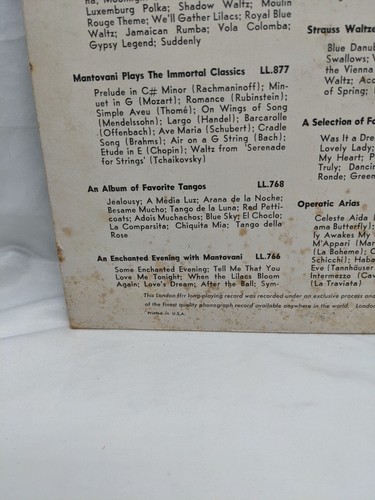 Luxemburg Polka; Shadow Waltz; Moulin
Rouge Theme; We'll Gather Lilacs; Royal Blue
Waltz; Jamaican Rumba; Vola Colomba;
Gypsy Legend; Suddenly
Mantovani Plays The Immortal Classics LL.877
Prelude in C# Minor (Rachmaninoff); Min-
uet in G (Mozart); Romance (Rubinstein);
Simple Aveu (Thomé); On Wings of Song
(Mendelssohn); Largo (Handel); Barcarolle
(Offenbach); Ave Maria (Schubert); Cradle
Song (Brahms); Air on a G String (Bach);
Etude in E (Chopin); Waltz from 'Serenade
for Strings' (Tchaikovsky)
An Album of Favorite Tangos LL.768
Jealousy; A Media Luz; Arana de la Noche;
Besame Mucho; Tango de la Luna; Red Petti-
coats; Adois Muchachos; Blue Sky; El Choclo;
La Comparsita; Chiquita Mia; Tango della
Rose
An Enchanted Evening with Mantovani LL.766
Some Enchanted Evening; Tell Me That You
Love Me Tonight; When the Lilacs Bloom
Again; Love's Dream; After the Ball; Sym-
Strauss Waltze
Blue Danub
Swallows; V
the Vienna
Waltz; Acc
of Spring;
A Selection of Fa
Was It a Dre
Lovely Lady;
My Heart; P
Truly; Dancin
Ronde; Green
Operatic Arias
Celeste Aida
ama Butterfly);
ly Awakes My
M'Appari (Mar
(La Boheme); C
Schicchi); Haba
Eve (Tannhäuser
Intermezzo (Cav
(La Traviata)
This London ffrr long-playing record was recorded under an exclusive process and
of the finest quality phonograph record available anywhere in the world. London
Printed in U.S.A.